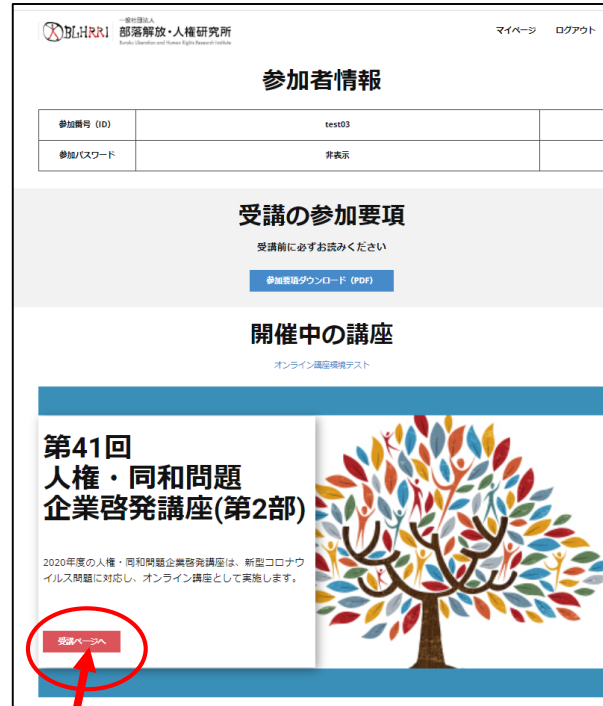 BLHRRI
一般社団法人
部落解放・人権研究所
Buraku Liberation and Human Rights Research Institute
マイページ ログアウト
参加者情報
参加番号（ID） test03
参加パスワード 非表示
受講の参加要項
受講前に必ずお読みください
参加要項ダウンロード（PDF）
開催中の講座
オンライン講座環境テスト
第41回
人権・同和問題
企業啓発講座(第2部)
2020年度の人権・同和問題企業啓発講座は、新型コロナウ
イルス問題に対応し、オンライン講座として実施します。
受講ページへ